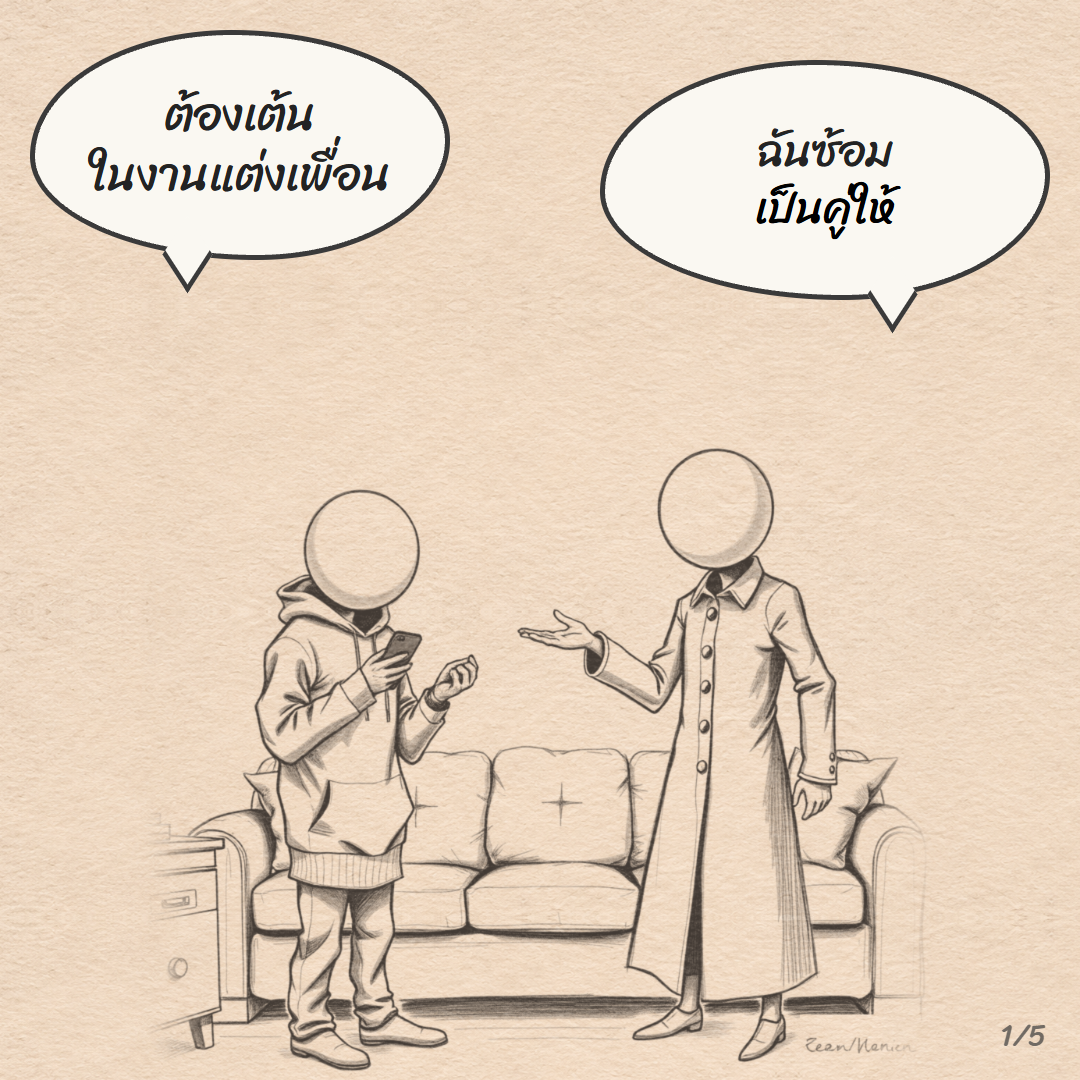 ต้องเต้น
ในงานแต่งเพื่อน
ฉันซ้อม
เป็นคู่ให้
1/5